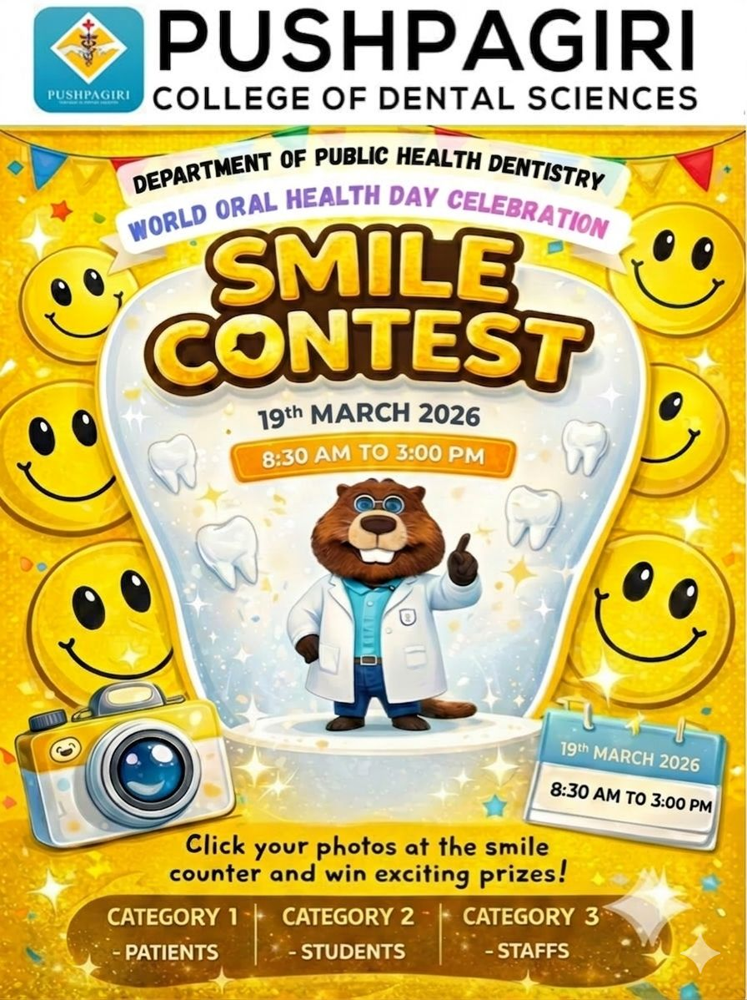 PUSHPAGIRI
PUSHPAGIRI
COLLEGE OF DENTAL SCIENCES
DEPARTMENT OF PUBLIC HEALTH DENTISTRY
WORLD ORAL HEALTH DAY CELEBRATION
SMILE
CONTEST
19th MARCH 2026
8:30 AM TO 3:00 PM
19th MARCH 2026
8:30 AM TO 3:00 PM
Click your photos at the smile
counter and win exciting prizes!
CATEGORY 1 CATEGORY 2 CATEGORY 3
- PATIENTS - STUDENTS - STAFFS